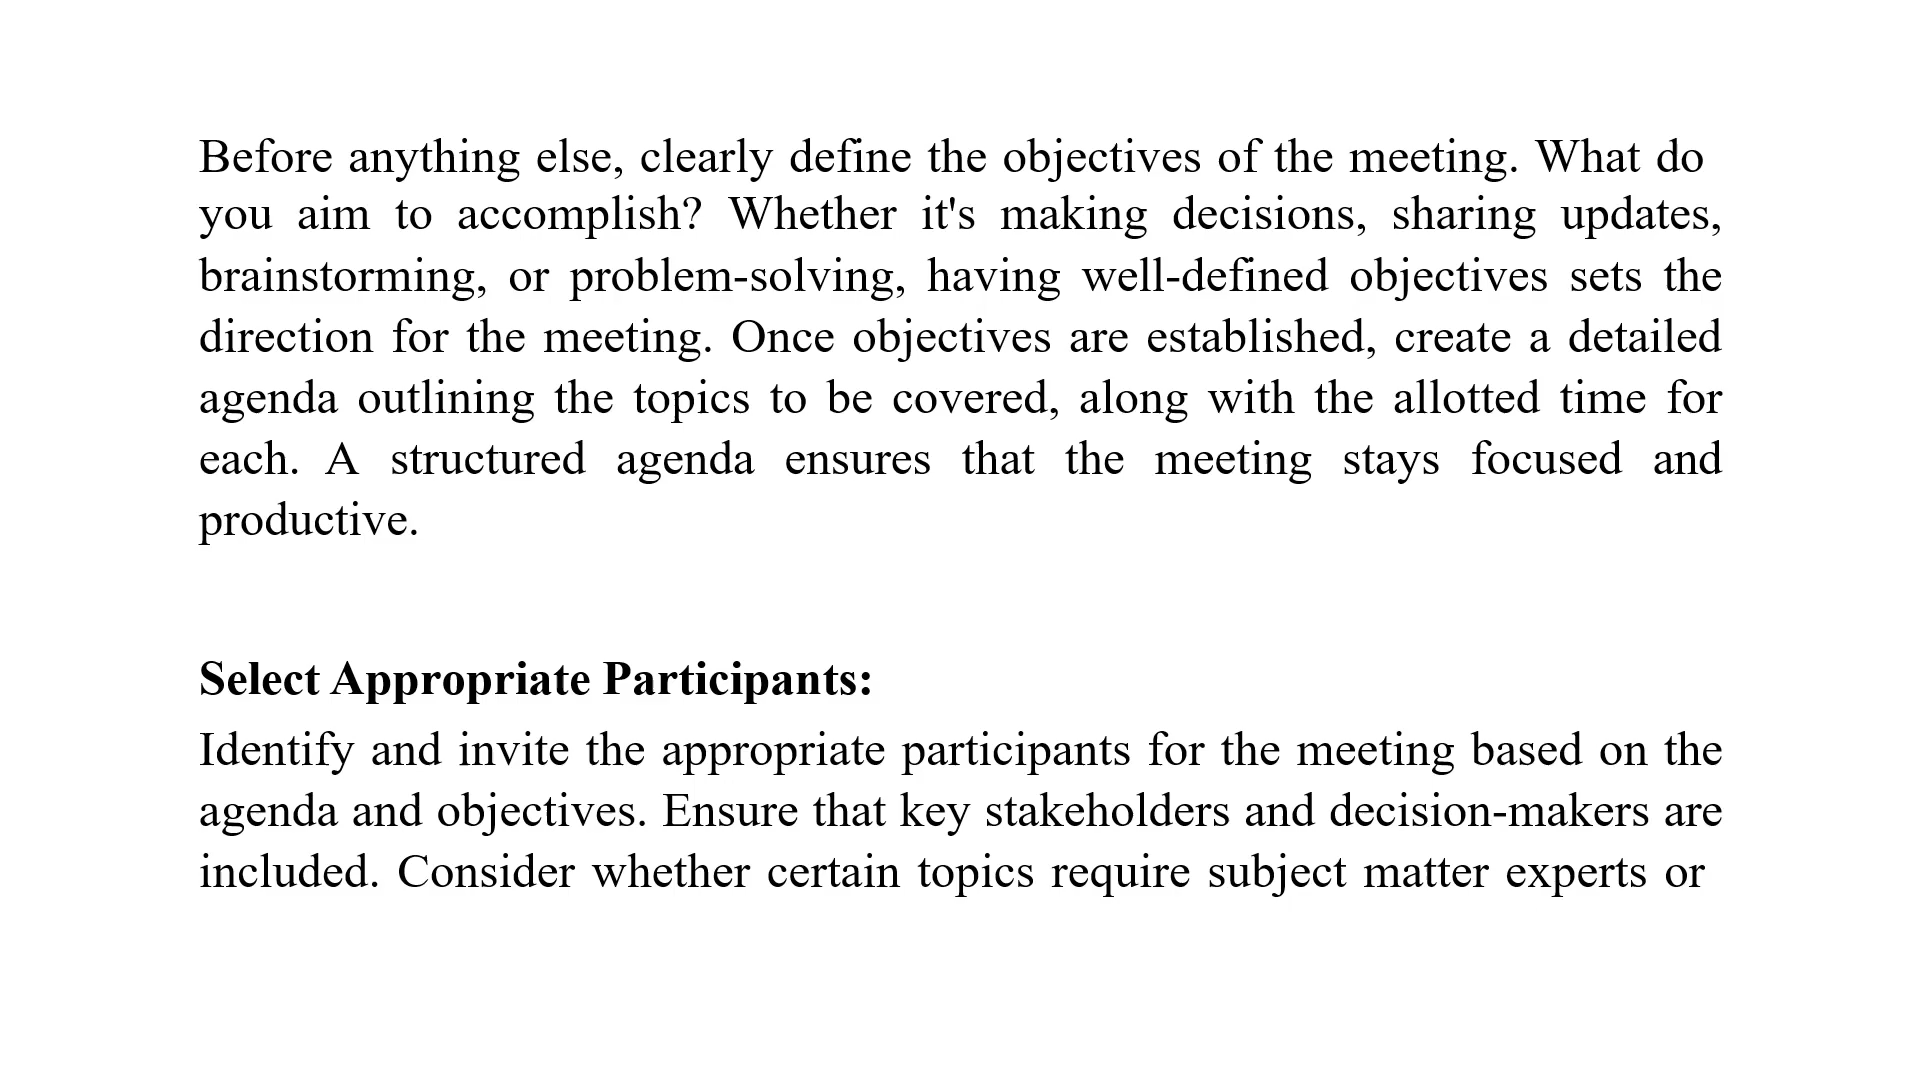 Before anything else, clearly define the objectives of the meeting. What do
you aim to accomplish? Whether it's making decisions, sharing updates,
brainstorming, or problem-solving, having well-defined objectives sets the
direction for the meeting. Once objectives are established, create a detailed
agenda outlining the topics to be covered, along with the allotted time for
each. A structured agenda ensures that the meeting stays focused and
productive.
Select Appropriate Participants:
Identify and invite the appropriate participants for the meeting based on the
agenda and objectives. Ensure that key stakeholders and decision-makers are
included. Consider whether certain topics require subject matter experts or